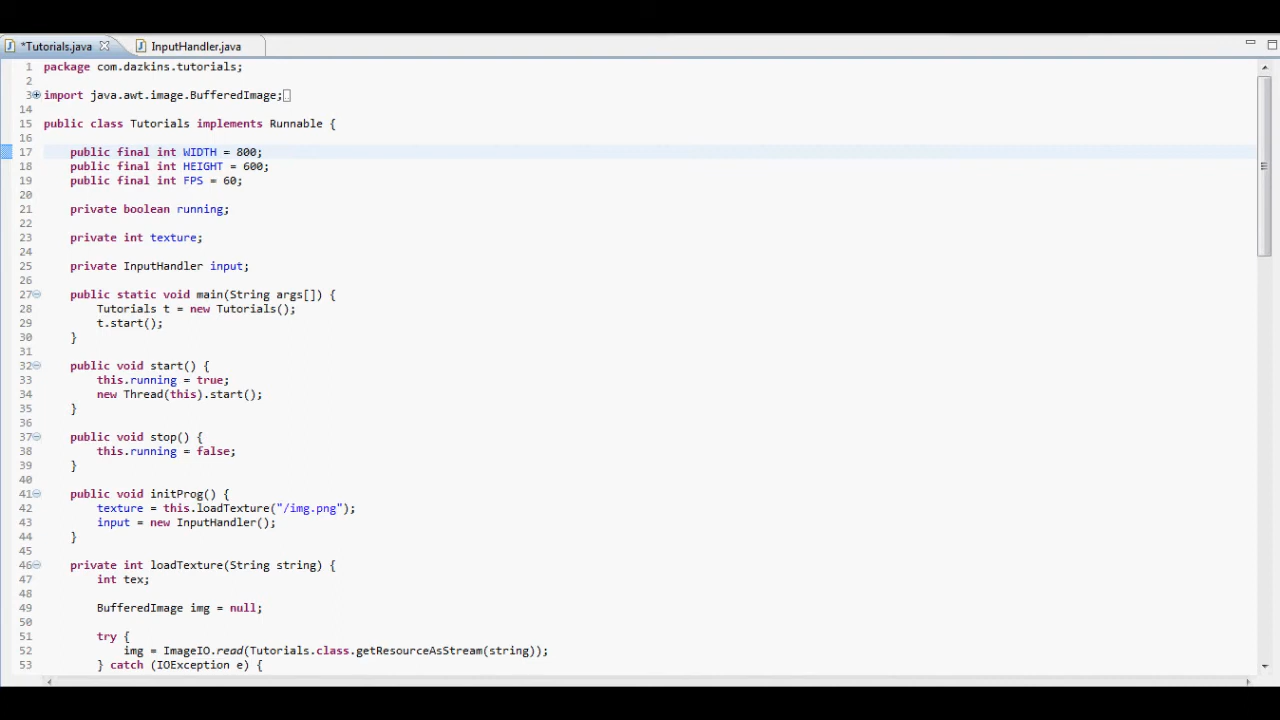 *Tutorials.java InputHandler.java
1 package com.dazkins.tutorials;
2
3 import java.awt.image.BufferedImage;
14
15 public class Tutorials implements Runnable {
16
17 public final int WIDTH = 800;
18 public final int HEIGHT = 600;
19 public final int FPS = 60;
20
21 private boolean running;
22
23 private int texture;
24
25 private InputHandler input;
26
27 public static void main(String args[]) {
28 Tutorials t = new Tutorials();
29 t.start();
30 }
31
32 public void start() {
33 this.running = true;
34 new Thread(this).start();
35 }
36
37 public void stop() {
38 this.running = false;
39 }
40
41 public void initProg() {
42 texture = this.loadTexture("/img.png");
43 input = new InputHandler();
44 }
45
46 private int loadTexture(String string) {
47 int tex;
48
49 BufferedImage img = null;
50
51 try {
52 img = ImageIO.read(Tutorials.class.getResourceAsStream(string));
53 } catch (IOException e) {